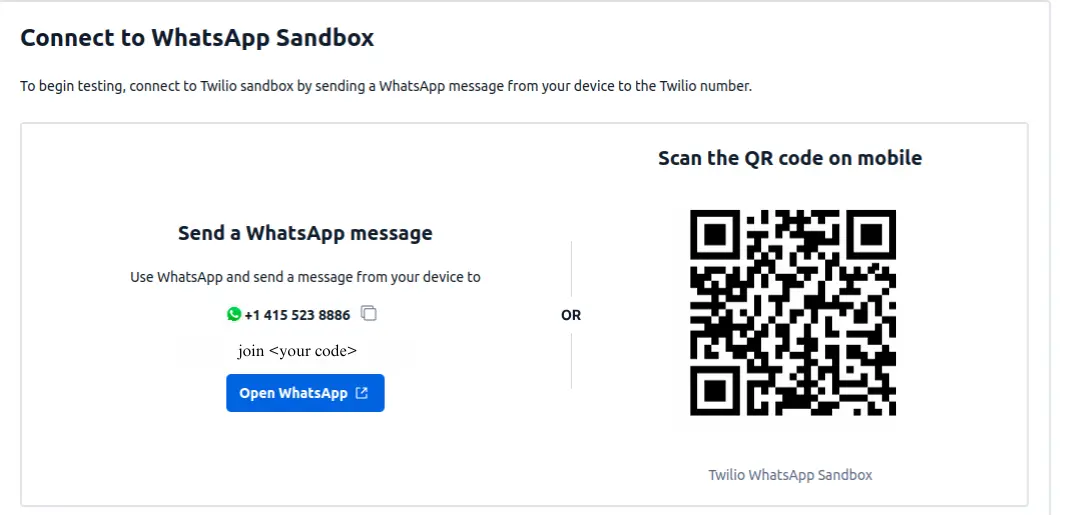 Connect to WhatsApp Sandbox
To begin testing, connect to Twilio sandbox by sending a WhatsApp message from your device to the Twilio number.
Send a WhatsApp message
Use WhatsApp and send a message from your device to
+1 415 523 8886
join <your code>
Open WhatsApp
OR
Scan the QR code on mobile
Twilio WhatsApp Sandbox